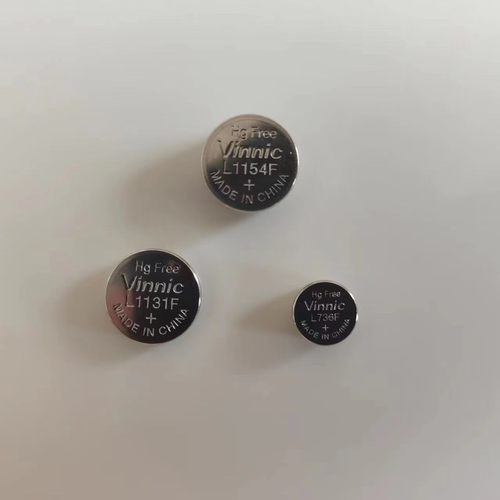 Hg Free
Vinnic
L1154F
+
MADE IN CHINA
Hg Free
Vinnic
L1131F
+
MADE IN CHINA
Hg Free
Vinnic
L736F
+
MADE IN CHINA